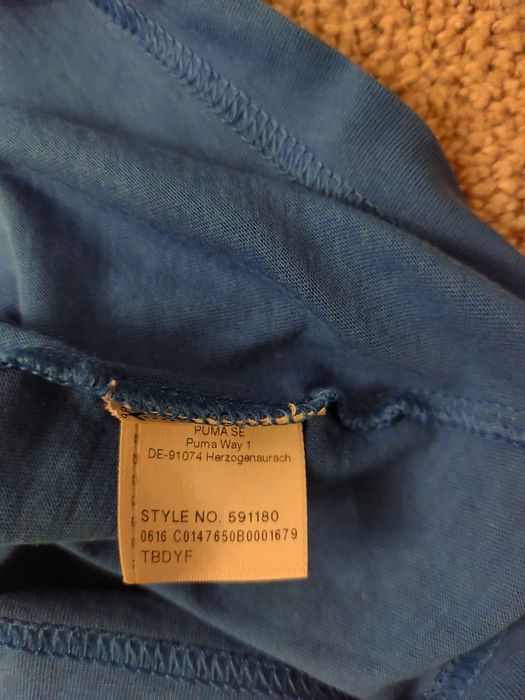 PUMA SE
Puma Way 1
DE-91074 Herzogenaurach
STYLE NO. 591180
0616 C0147650B0001679
TBDYF